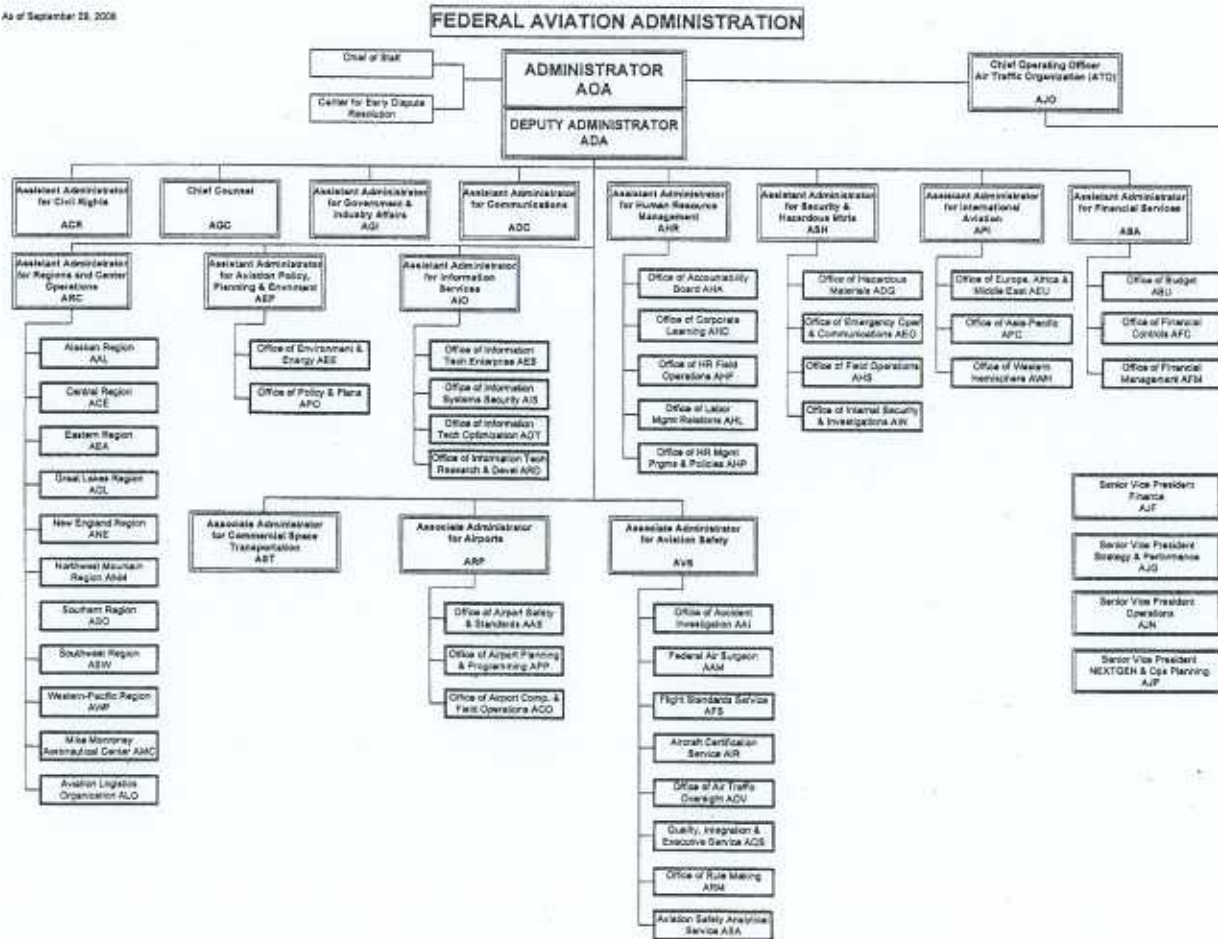 As of September 28, 2008
FEDERAL AVIATION ADMINISTRATION
Chief of Staff
Center for Early Dispute
Resolution
ADMINISTRATOR
AOA
DEPUTY ADMINISTRATOR
ADA
Chief Operating Officer
Air Traffic Organization (ATO)
AJO
Assistant Administrator
for Civil Rights
ACR
Chief Counsel
AGC
Assistant Administrator
for Government &
Industry Affairs
AGI
Assistant Administrator
for Communications
AOC
Assistant Administrator
for Human Resource
Management
AHR
Assistant Administrator
for Security &
Hazardous Mtrls
ASH
Assistant Administrator
for International
Aviation
API
Assistant Administrator
for Financial Services
ABA
Assistant Administrator
for Regions and Center
Operations
ARC
Assistant Administrator
for Aviation Policy,
Planning & Envnment
AEP
Assistant Administrator
for Information
Services
AIO
Alaskan Region
AAL
Central Region
ACE
Eastern Region
AEA
Great Lakes Region
AGL
New England Region
ANE
Northwest Mountain
Region ANM
Southern Region
ASO
Southwest Region
ASW
Western-Pacific Region
AWP
Mike Monroney
Aeronautical Center AMC
Aviation Logistics
Organization ALO
Office of Environment &
Energy AEE
Office of Policy & Plans
APO
Office of Information
Tech Enterprise AES
Office of Information
Systems Security AIS
Office of Information
Tech Optimization AOT
Office of Information Tech
Research & Devel ARD
Office of Accountability
Board AHA
Office of Corporate
Learning AHD
Office of HR Field
Operations AHF
Office of Labor
Mgmt Relations AHL
Office of HR Mgmt
Prgms & Policies AHP
Office of Hazardous
Materials ADG
Office of Emergency Oper
& Communications AEO
Office of Field Operations
AHS
Office of Internal Security
& Investigations AIN
Office of Europe, Africa &
Middle East AEU
Office of Asia-Pacific
APC
Office of Western
Hemisphere AWH
Office of Budget
ABU
Office of Financial
Controls AFC
Office of Financial
Management AFM
Associate Administrator
for Commercial Space
Transportation
AST
Associate Administrator
for Airports
ARP
Associate Administrator
for Aviation Safety
AVS
Office of Airport Safety
& Standards AAS
Office of Airport Planning
& Programming APP
Office of Airport Comp. &
Field Operations ACO
Office of Accident
Investigation AAI
Federal Air Surgeon
AAM
Flight Standards Service
AFS
Aircraft Certification
Service AIR
Office of Air Traffic
Oversight AOV
Quality, Integration &
Executive Service AQS
Office of Rule Making
ARM
Aviation Safety Analytical
Service ASA
Senior Vice President
Finance
AJF
Senior Vice President
Strategy & Performance
AJG
Senior Vice President
Operations
AJN
Senior Vice President
NEXTGEN & Ops Planning
AJP